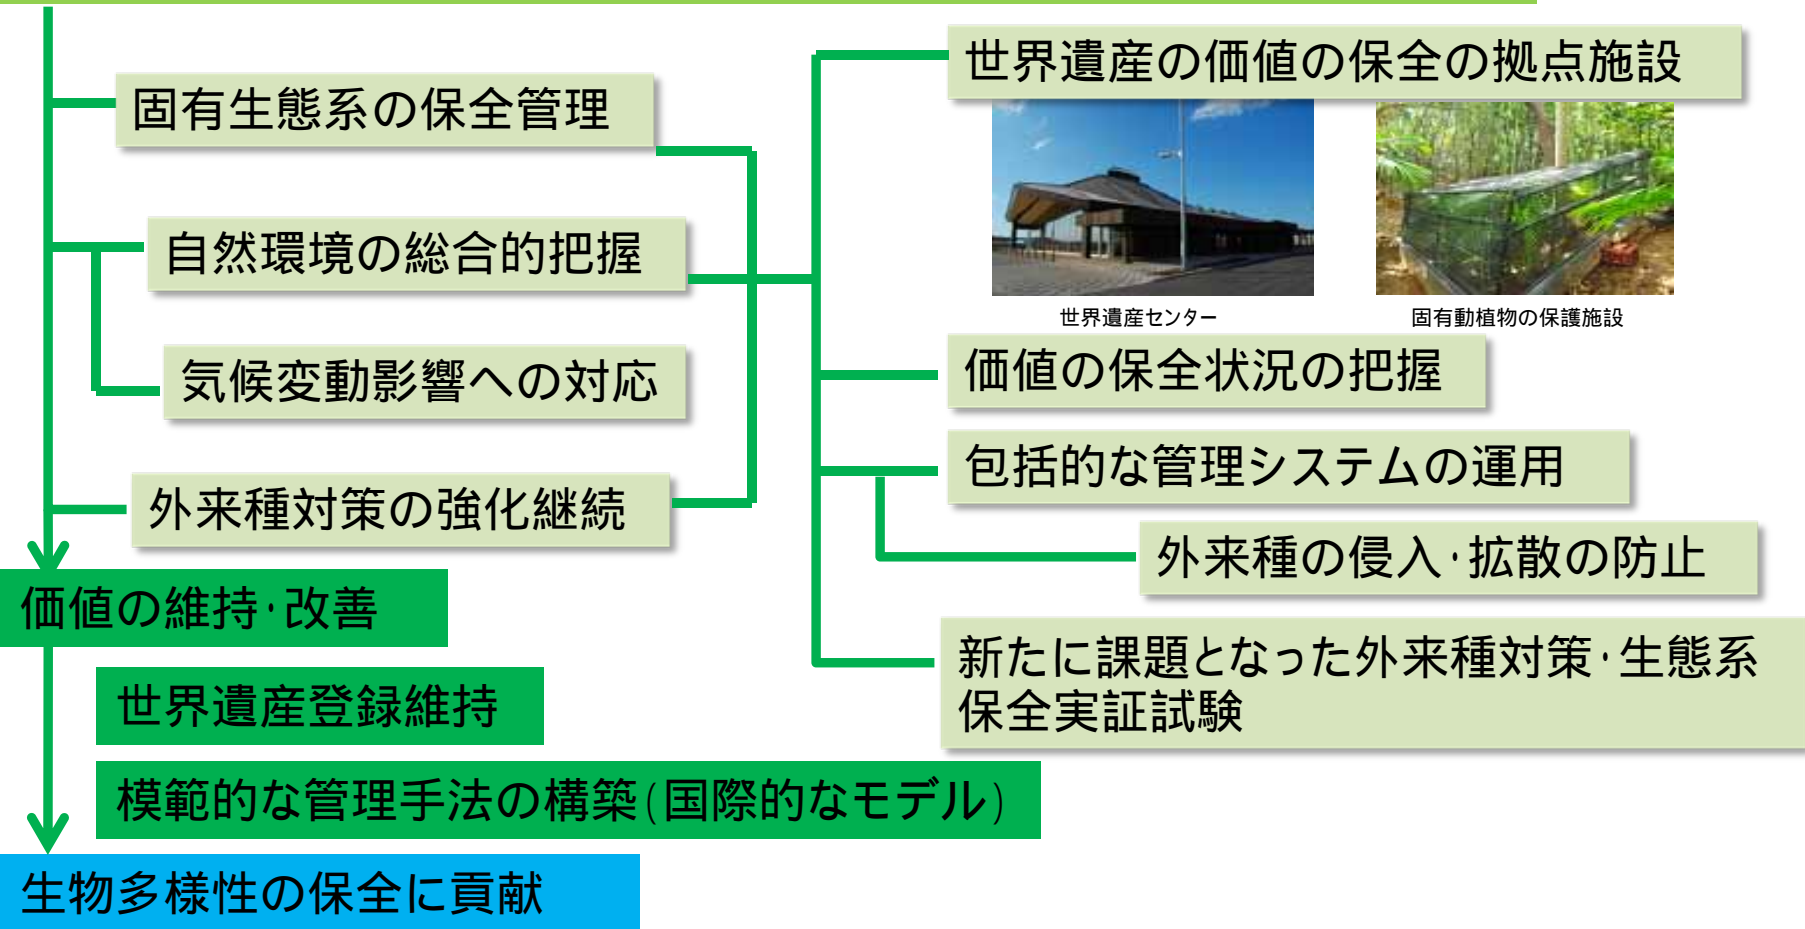 固有生態系の保全管理
自然環境の総合的把握
気候変動影響への対応
外来種対策の強化継続
世界遺産の価値の保全の拠点施設
世界遺産センター
固有動植物の保護施設
価値の保全状況の把握
包括的な管理システムの運用
外来種の侵入・拡散の防止
新たに課題となった外来種対策・生態系
保全実証試験
価値の維持・改善
世界遺産登録維持
模範的な管理手法の構築(国際的なモデル)
生物多様性の保全に貢献